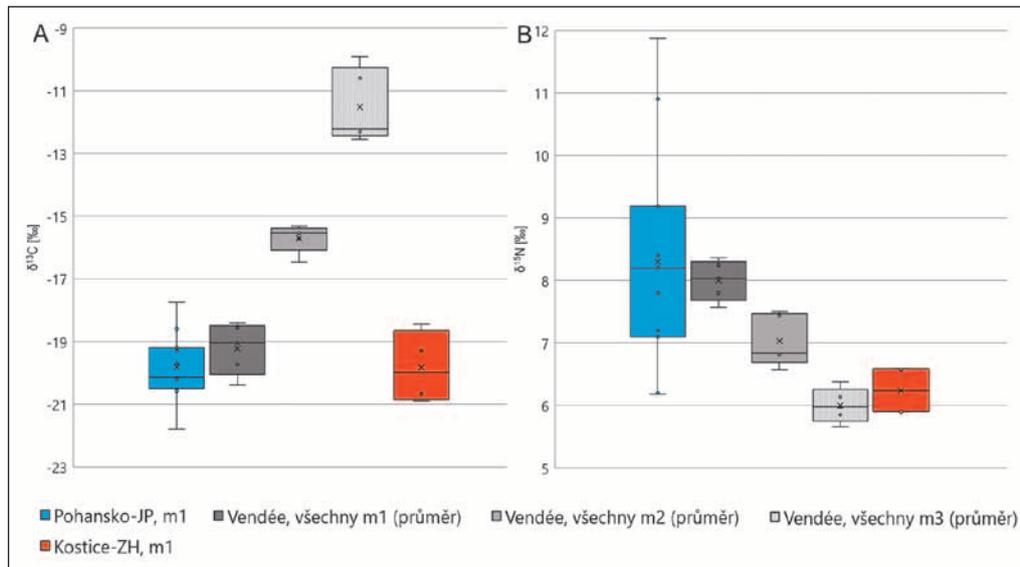 A
B
-9
-11
-13
-15
-17
-19
-21
-23
δ¹³C [‰]
12
11
10
9
8
7
6
5
δ¹⁵N [‰]
Pohansko-JP, m1 Vendée, všechny m1 (průměr) Vendée, všechny m2 (průměr) Vendée, všechny m3 (průměr)
Kostice-ZH, m1